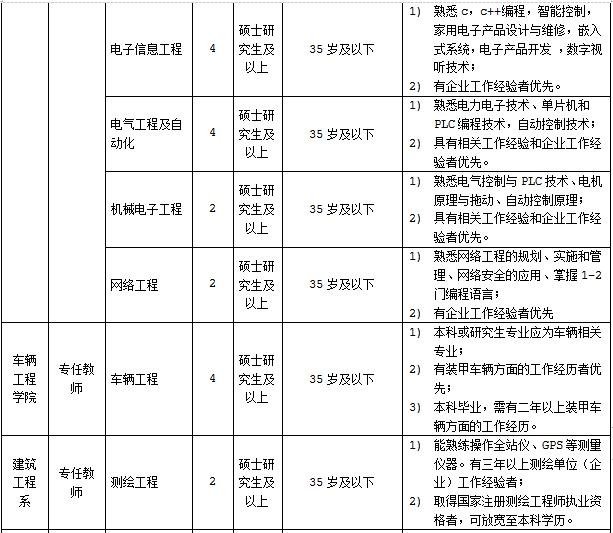 电子信息工程
4
硕士研
究生及
以上
35 岁及以下
1) 熟悉 c，c++编程，智能控制，
家用电子产品设计与维修，嵌入
式系统，电子产品开发 ，数字视
听技术；
2) 有企业工作经验者优先。
电气工程及自
动化
4
硕士研
究生及
以上
35 岁及以下
1) 熟悉电力电子技术、单片机和
PLC 编程技术，自动控制技术；
2) 具有相关工作经验和企业工作经
验者优先。
机械电子工程
2
硕士研
究生及
以上
35 岁及以下
1) 熟悉电气控制与 PLC 技术、电机
原理与拖动、自动控制原理；
2) 具有相关工作经验和企业工作经
验者优先。
网络工程
2
硕士研
究生及
以上
35 岁及以下
1) 熟悉网络工程的规划、实施和管
理、网络安全的应用、掌握 1-2
门编程语言；
2) 有企业工作经验者优先
车辆
工程
学院
专任教
师
车辆工程
4
硕士研
究生及
以上
35 岁及以下
1) 本科或研究生专业应为车辆相关
专业；
2) 有装甲车辆方面的工作经历者优
先；
3) 本科毕业，需有二年以上装甲车
辆方面的工作经历。
建筑
工程
系
专任教
师
测绘工程
2
硕士研
究生及
以上
35 岁及以下
1) 能熟练操作全站仪、GPS 等测量
仪器。有三年以上测绘单位（企
业）工作经验者；
2) 取得国家注册测绘工程师执业资
格者，可放宽至本科学历。